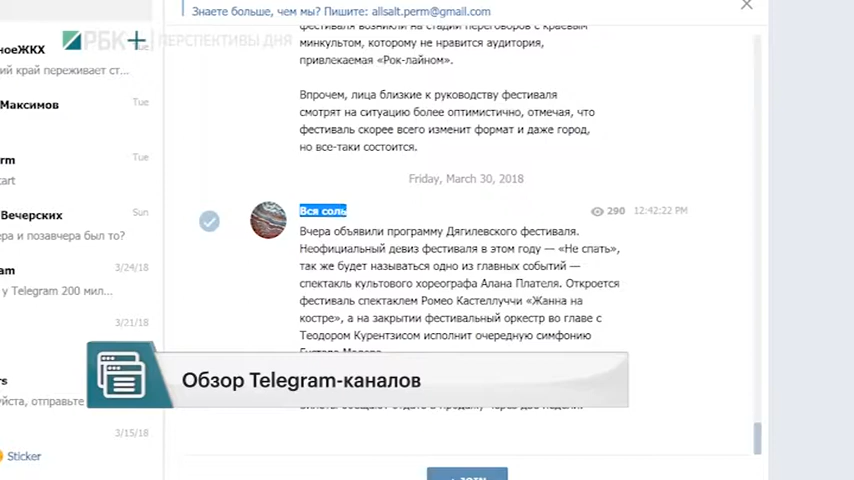 Знаете больше, чем мы? Пишите: allsalt.perm@gmail.com
РБК+ ПЕРСПЕКТИВЫ ДНЯ
фестиваля возникли на стадии переговоров с краевым
минкультом, которому не нравится аудитория,
привлекаемая «Рок-лайном».
Впрочем, лица близкие к руководству фестиваля
смотрят на ситуацию более оптимистично, отмечая, что
фестиваль скорее всего изменит формат и даже город,
но все-таки состоится.
Friday, March 30, 2018
Вся соль
290 12:42:22 PM
Вчера объявили программу Дягилевского фестиваля.
Неофициальный девиз фестиваля в этом году — «Не спать»,
так же будет называться одно из главных событий —
спектакль культового хореографа Алана Плателя. Откроется
фестиваль спектаклем Ромео Кастеллуччи «Жанна на
костре», а на закрытии фестивальный оркестр во главе с
Теодором Курентзисом исполнит очередную симфонию
Густава Малера
Обзор Telegram-каналов
JOIN
ноеЖКХ
кий край переживает ст...
Максимов
Tue
rm
Tue
tart
Вечерских
Sun
ра и позавчера был то?
am
3/24/18
у Telegram 200 мил...
3/21/18
rs
уйста, отправьте
3/15/18
Sticker